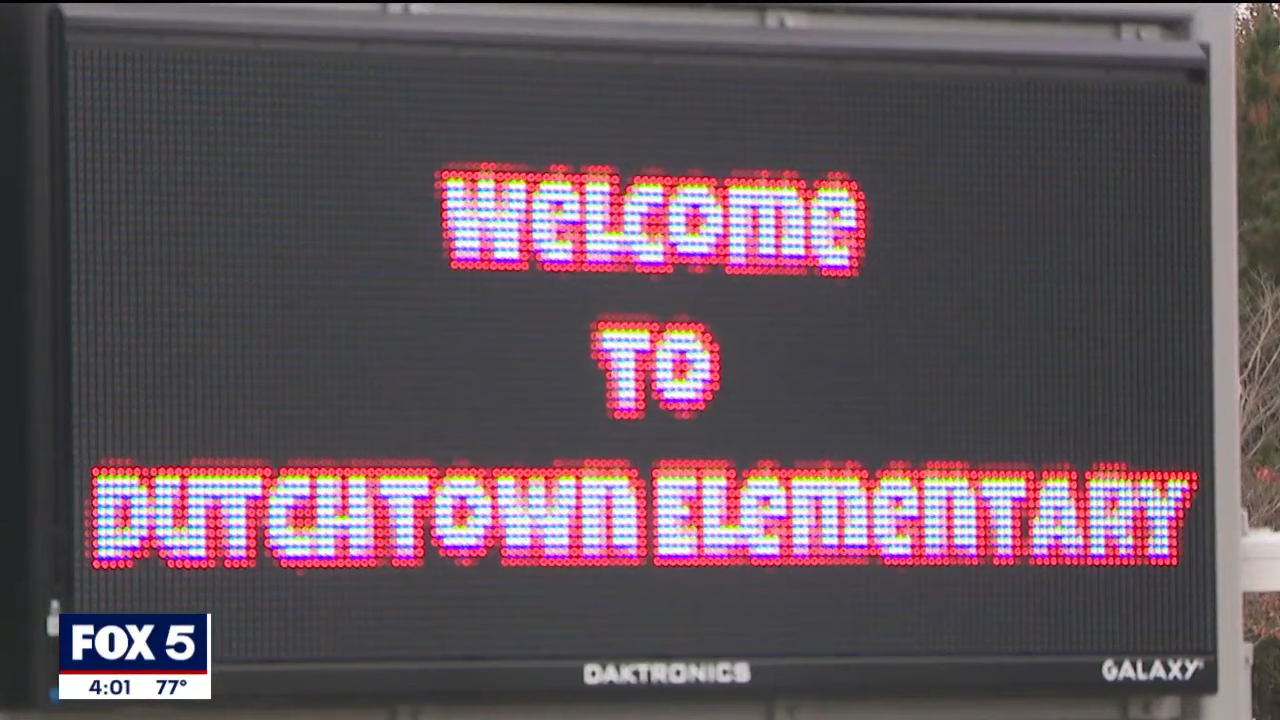 Welcome
TO
DUTCHTOWN ELEMENTARY
DAKTRONICS
GALAXY
FOX 5
4:01 77°